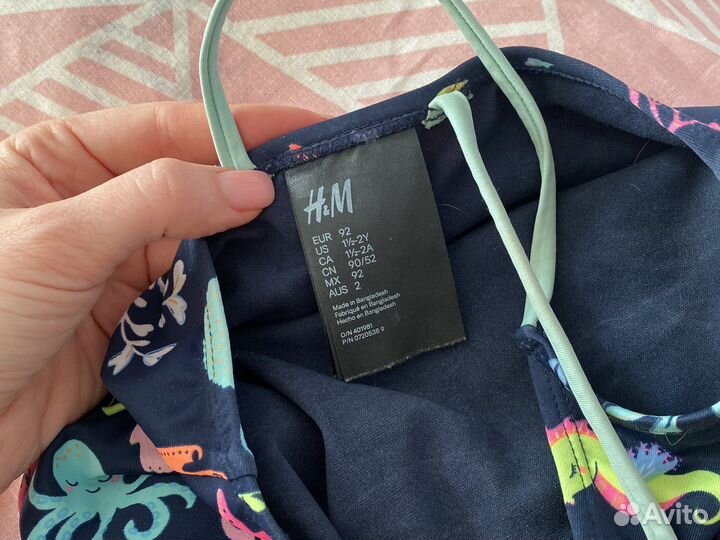 H&M
EUR 92
US 1½-2Y
CA 1½-2A
CN 90/52
MX 92
AUS 2
Made in Bangladesh
Fabriqué en Bangladesh
Hecho en Bangladesh
O/N 401981
P/N 0720538 9
Avito